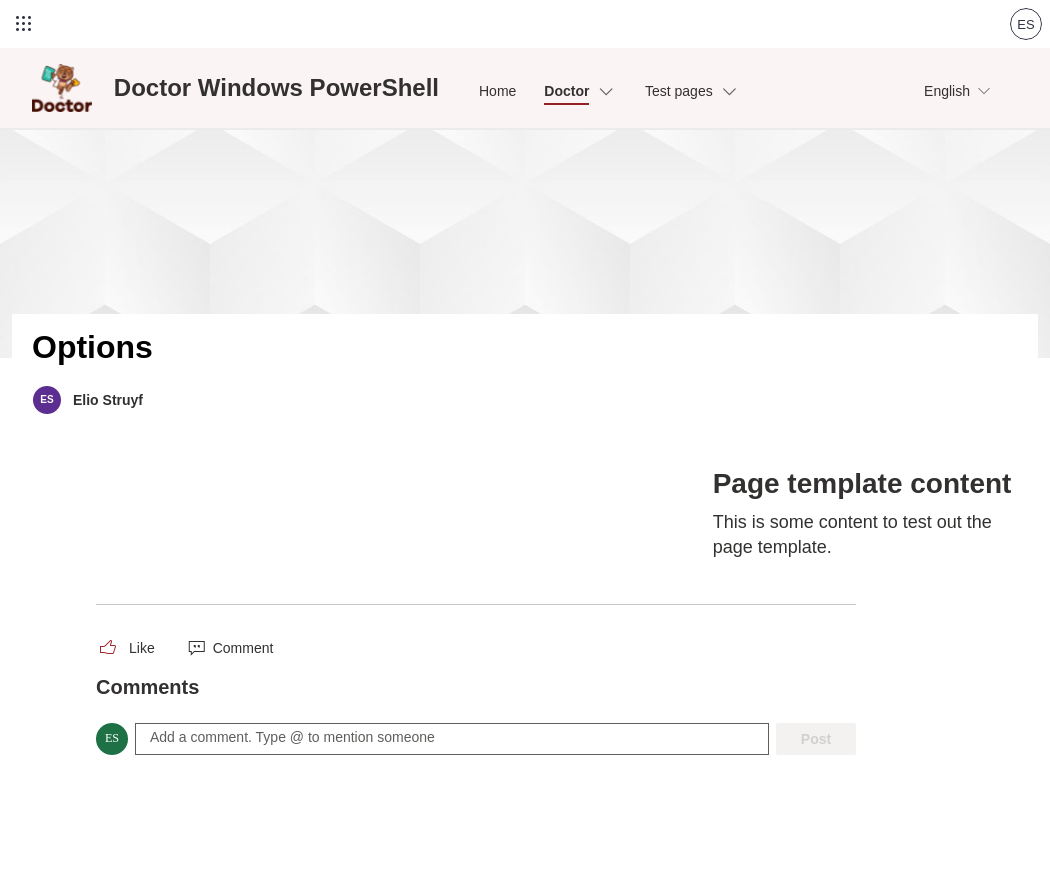 ES
Doctor
Doctor Windows PowerShell
Home
Doctor
Test pages
English
Options
ES
Elio Struyf
Page template content
This is some content to test out the
page template.
Like
Comment
Comments
ES
Add a comment. Type @ to mention someone
Post